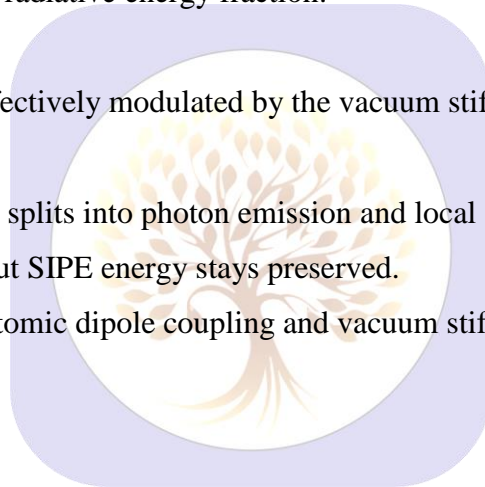 radiative energy fraction.
fectively modulated by the vacuum stif
splits into photon emission and local
ut SIPE energy stays preserved.
tomic dipole coupling and vacuum stif